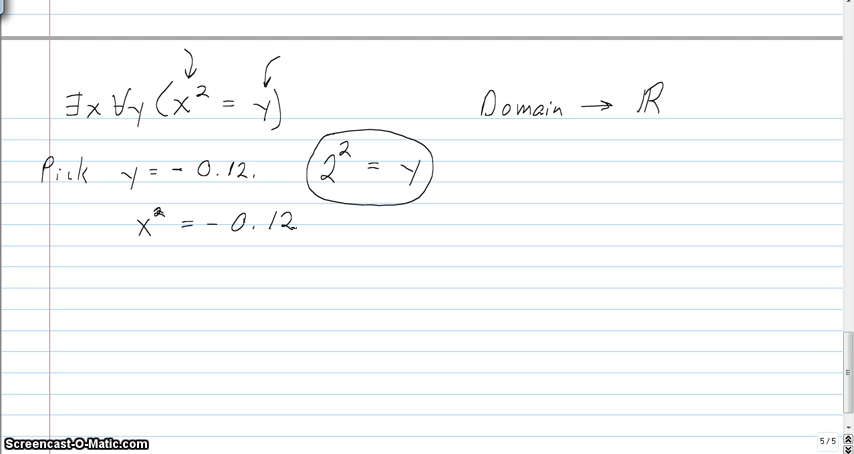 ∃x ∀y (x² = y) Domain → ℝ
Pick y = - 0.12. 2² = y
x² = - 0.12
Screencast-O-Matic.com
5/5